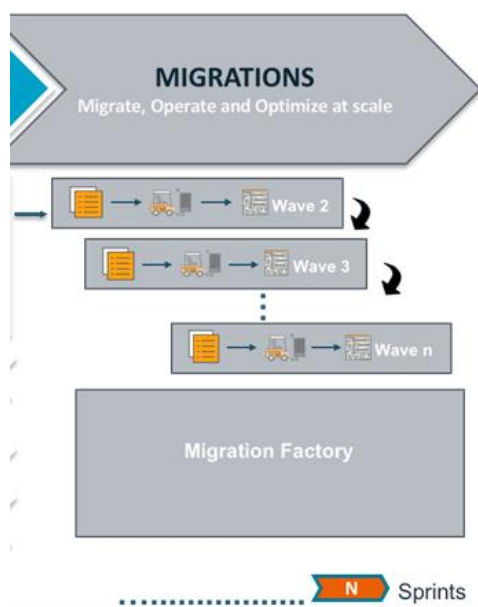 MIGRATIONS
Migrate, Operate and Optimize at scale
Wave 2
Wave 3
Wave n
Migration Factory
N Sprints